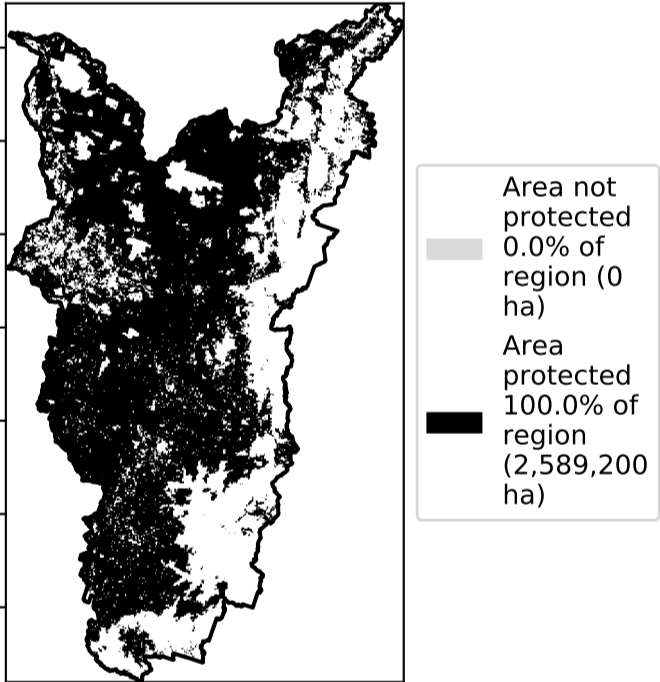 Area not
protected
0.0% of
region (0
ha)
Area
protected
100.0% of
region
(2,589,200
ha)